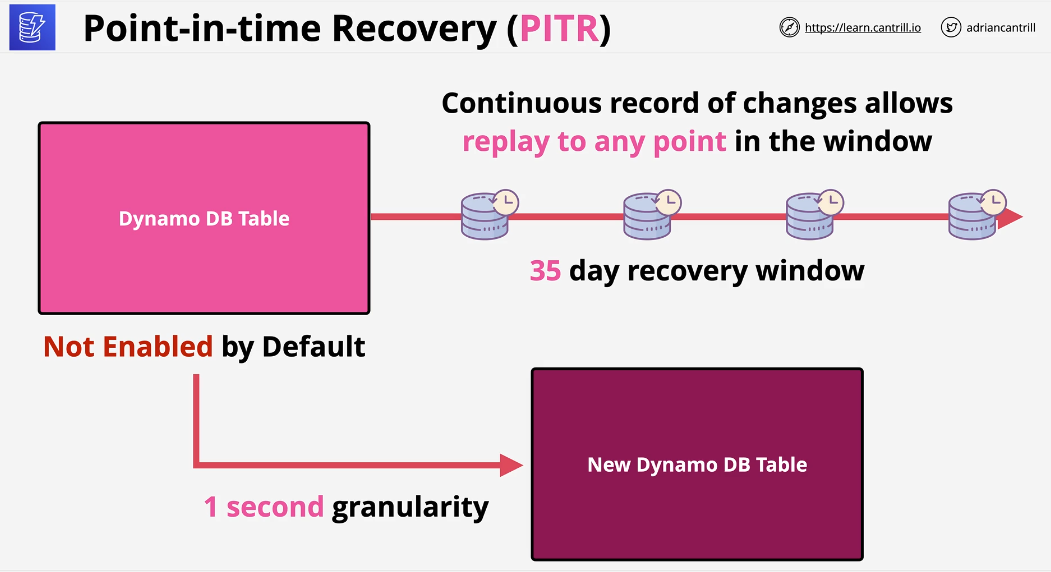 Point-in-time Recovery (PITR)
https://learn.cantrill.io
adriancantrill
Continuous record of changes allows
replay to any point in the window
Dynamo DB Table
35 day recovery window
Not Enabled by Default
New Dynamo DB Table
1 second granularity